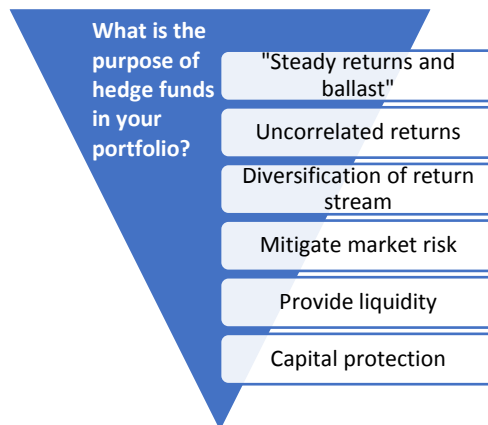 What is the
purpose of
hedge funds
in your
portfolio?
"Steady returns and
ballast"
Uncorrelated returns
Diversification of return
stream
Mitigate market risk
Provide liquidity
Capital protection